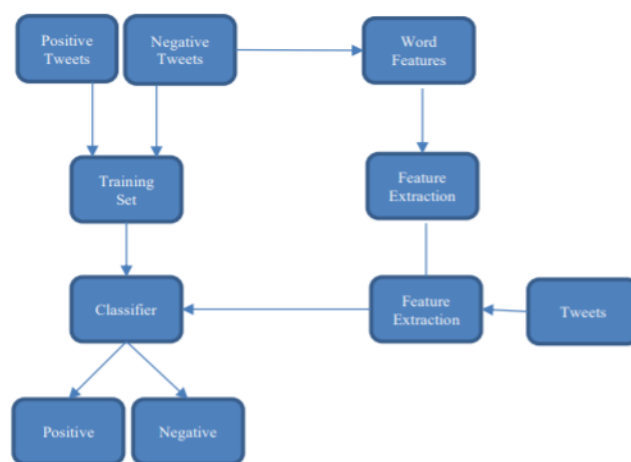 Positive
Tweets
Negative
Tweets
Word
Features
Training
Set
Feature
Extraction
Classifier
Feature
Extraction
Tweets
Positive
Negative